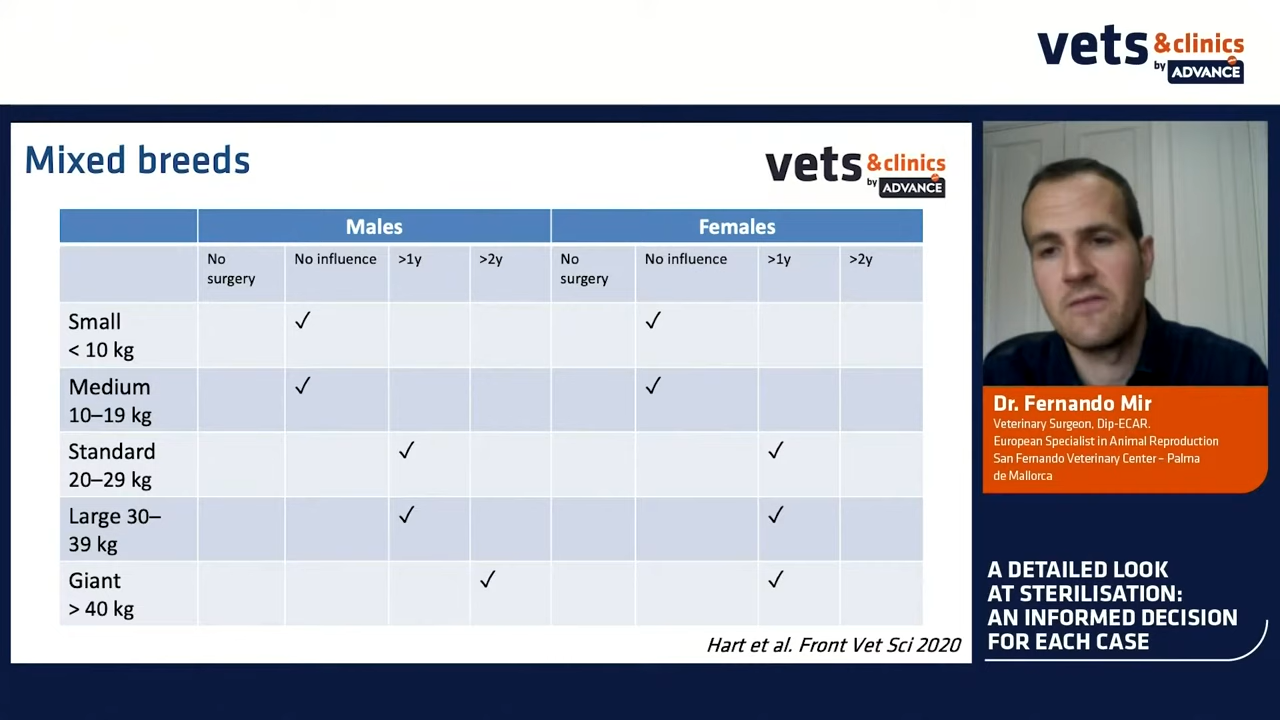 vets &clinics
by ADVANCE
Mixed breeds
vets &clinics
by ADVANCE
Males Females
No surgery No influence >1y >2y No surgery No influence >1y >2y
Small
< 10 kg ✓ ✓
Medium
10–19 kg ✓ ✓
Standard
20–29 kg ✓ ✓
Large 30–
39 kg ✓ ✓
Giant
> 40 kg ✓ ✓
Hart et al. Front Vet Sci 2020
Dr. Fernando Mir
Veterinary Surgeon, Dip-ECAR.
European Specialist in Animal Reproduction
San Fernando Veterinary Center – Palma
de Mallorca
A DETAILED LOOK
AT STERILISATION:
AN INFORMED DECISION
FOR EACH CASE